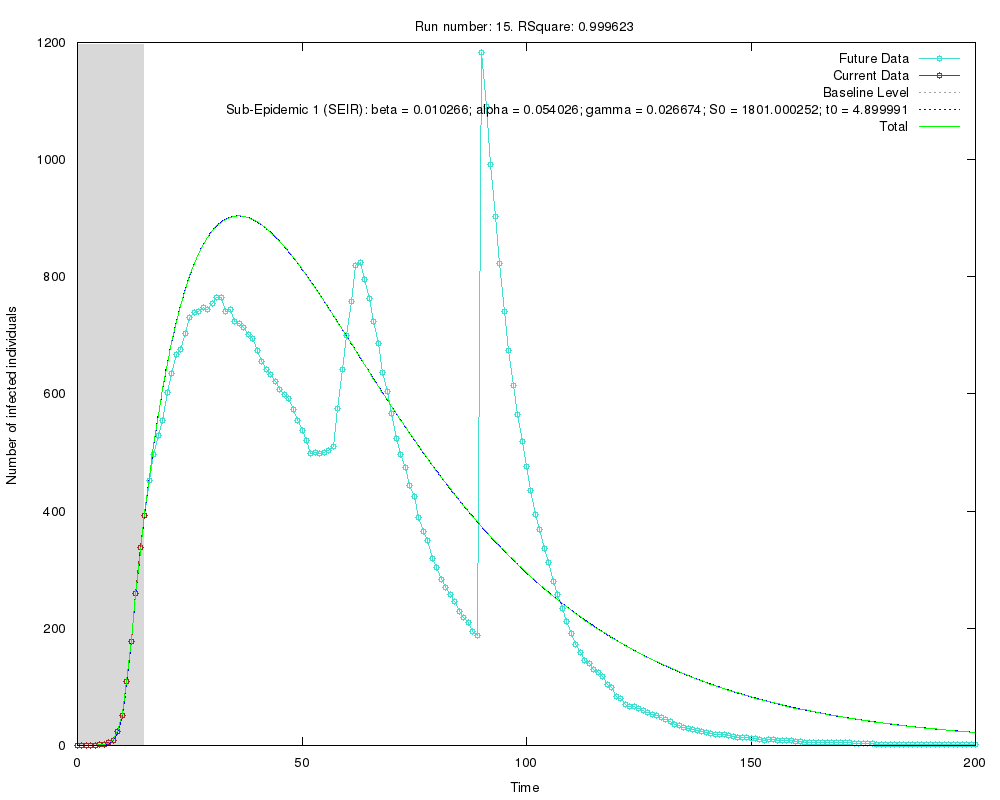 Run number: 15. RSquare: 0.999623
1200
1000
800
600
400
200
0
Number of infected individuals
Future Data
Current Data
Baseline Level
Sub-Epidemic 1 (SEIR): beta = 0.010266; alpha = 0.054026; gamma = 0.026674; S0 = 1801.000252; t0 = 4.899991
Total
0
50
100
150
200
Time